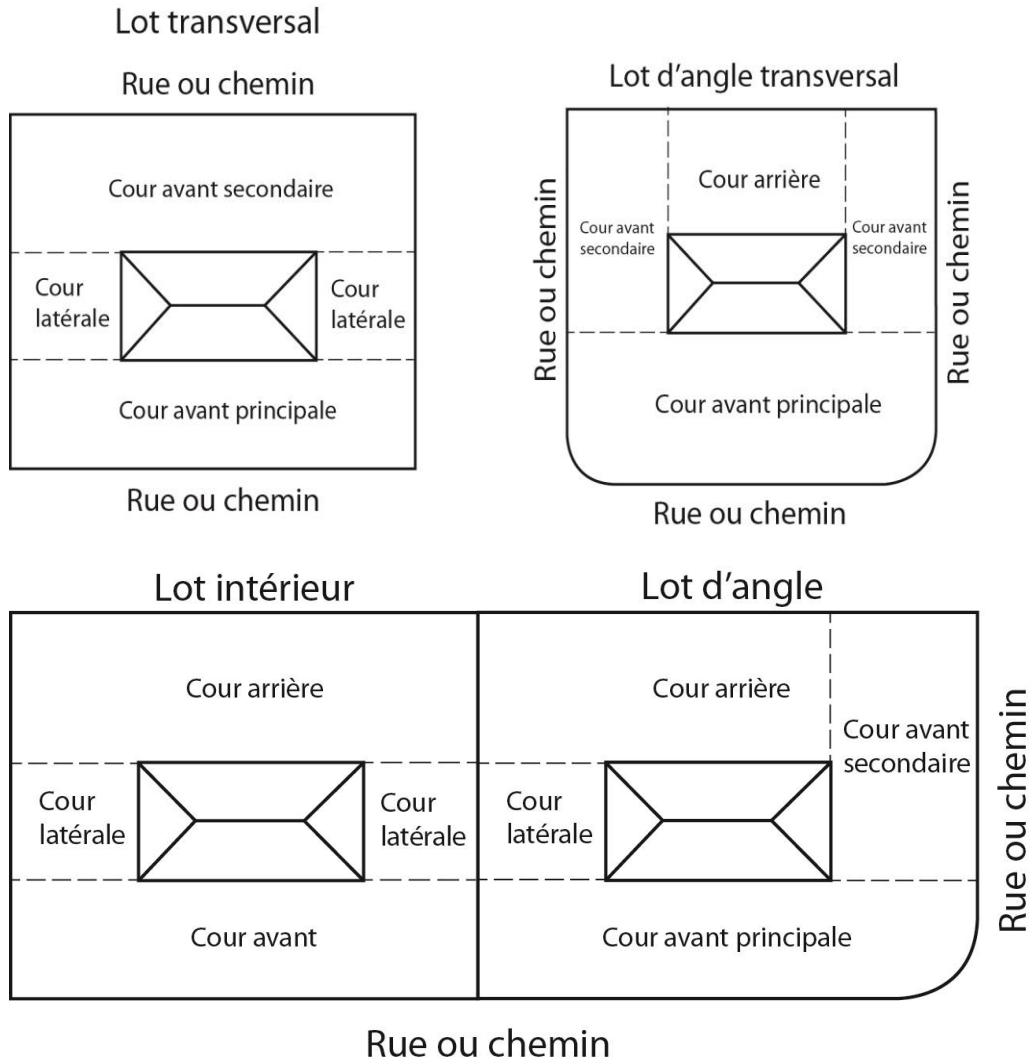 Lot transversal
Rue ou chemin
Cour avant secondaire
Cour
latérale
Cour
latérale
Cour avant principale
Rue ou chemin
Lot d'angle transversal
Rue ou chemin
Cour arrière
Cour avant
secondaire
Cour avant
secondaire
Rue ou chemin
Cour avant principale
Rue ou chemin
Lot intérieur
Cour arrière
Cour
latérale
Cour
latérale
Cour avant
Lot d'angle
Cour arrière
Cour avant
secondaire
Cour
latérale
Cour avant principale
Rue ou chemin
Rue ou chemin